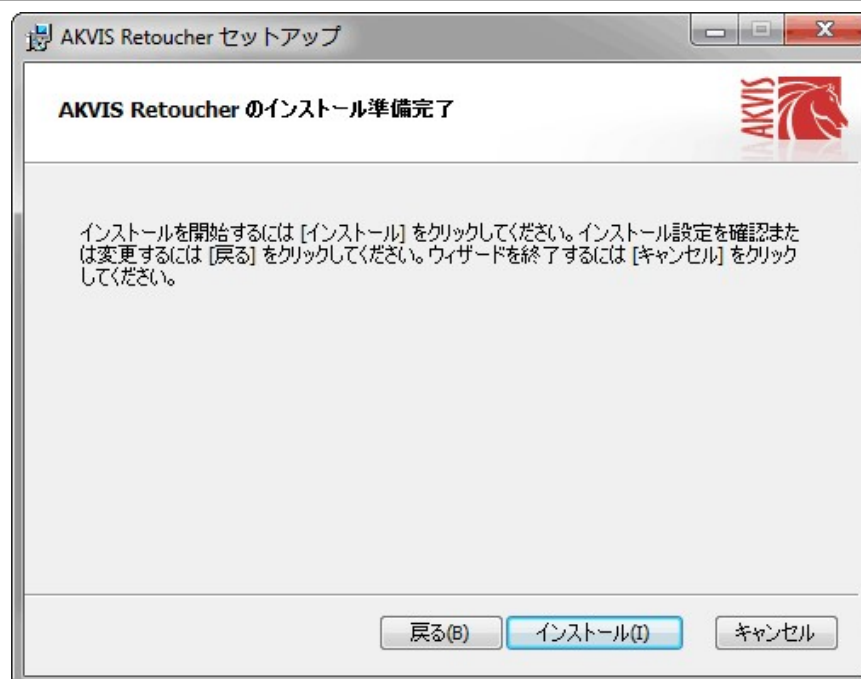 AKVIS Retoucher セットアップ
AKVIS Retoucher のインストール準備完了
AKVIS
インストールを開始するには [インストール] をクリックしてください。インストール設定を確認また
は変更するには [戻る] をクリックしてください。ウィザードを終了するには [キャンセル] をクリック
してください。
戻る(B) インストール(I) キャンセル